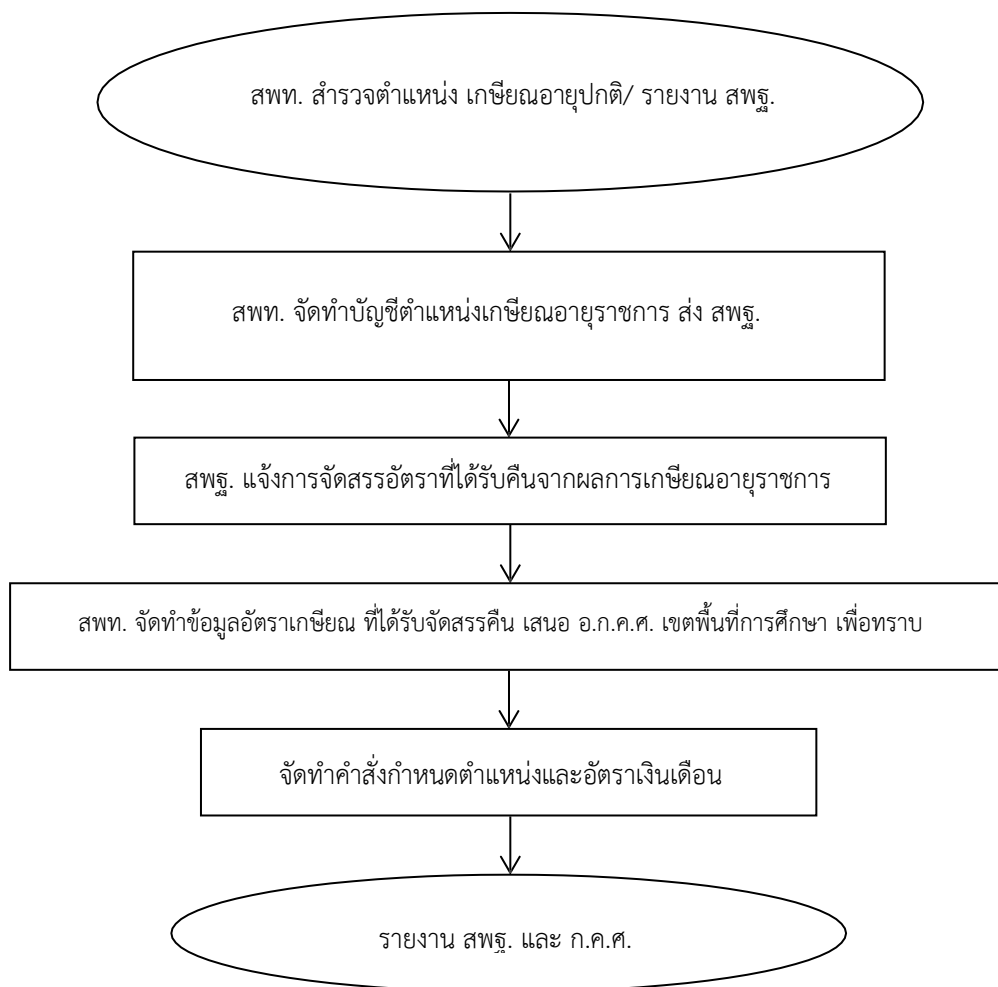 สพท. สำรวจตำแหน่ง เกษียณอายุปกติ/ รายงาน สพฐ.
สพท. จัดทำบัญชีตำแหน่งเกษียณอายุราชการ ส่ง สพฐ.
สพฐ. แจ้งการจัดสรรอัตราที่ได้รับคืนจากผลการเกษียณอายุราชการ
สพท. จัดทำข้อมูลอัตราเกษียณ ที่ได้รับจัดสรรคืน เสนอ อ.ก.ค.ศ. เขตพื้นที่การศึกษา เพื่อทราบ
จัดทำคำสั่งกำหนดตำแหน่งและอัตราเงินเดือน
รายงาน สพฐ. และ ก.ค.ศ.